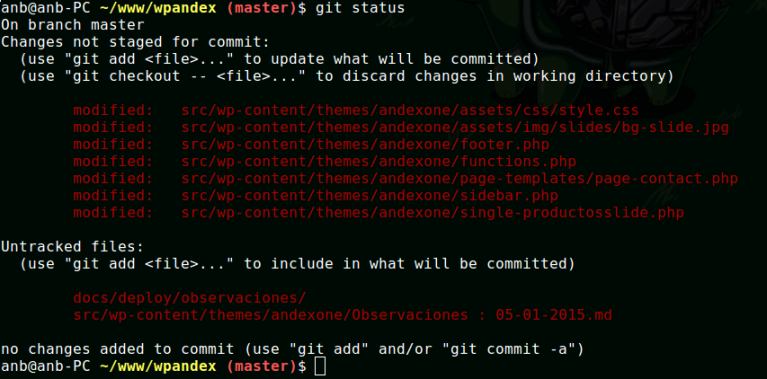 anb@anb-PC ~/www/wpandex (master)$ git status
On branch master
Changes not staged for commit:
  (use "git add <file>..." to update what will be committed)
  (use "git checkout -- <file>..." to discard changes in working directory)

        modified:   src/wp-content/themes/andexone/assets/css/style.css
        modified:   src/wp-content/themes/andexone/assets/img/slides/bg-slide.jpg
        modified:   src/wp-content/themes/andexone/footer.php
        modified:   src/wp-content/themes/andexone/functions.php
        modified:   src/wp-content/themes/andexone/page-templates/page-contact.php
        modified:   src/wp-content/themes/andexone/sidebar.php
        modified:   src/wp-content/themes/andexone/single-productosslide.php

Untracked files:
  (use "git add <file>..." to include in what will be committed)

        docs/deploy/observaciones/
        src/wp-content/themes/andexone/Observaciones : 05-01-2015.md

no changes added to commit (use "git add" and/or "git commit -a")
anb@anb-PC ~/www/wpandex (master)$